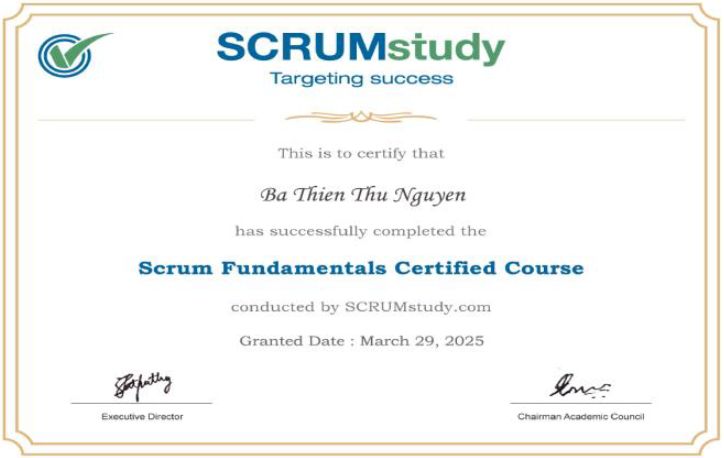 SCRUMstudy
Targeting success
This is to certify that
Ba Thien Thu Nguyen
has successfully completed the
Scrum Fundamentals Certified Course
conducted by SCRUMstudy.com
Granted Date : March 29, 2025
Executive Director
Chairman Academic Council